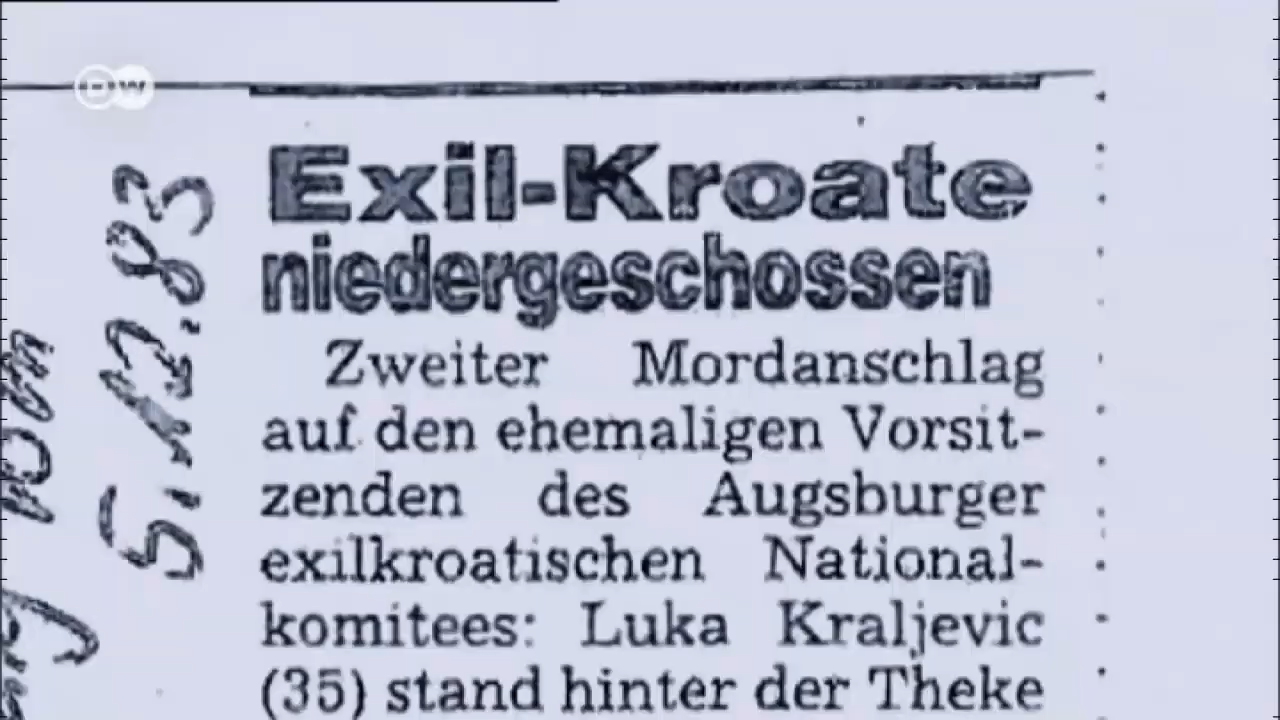 DW
Exil-Kroate
niedergeschossen
Zweiter Mordanschlag
auf den ehemaligen Vorsit-
zenden des Augsburger
exilkroatischen National-
komitees: Luka Kraljevic
(35) stand hinter der Theke
5.12.83